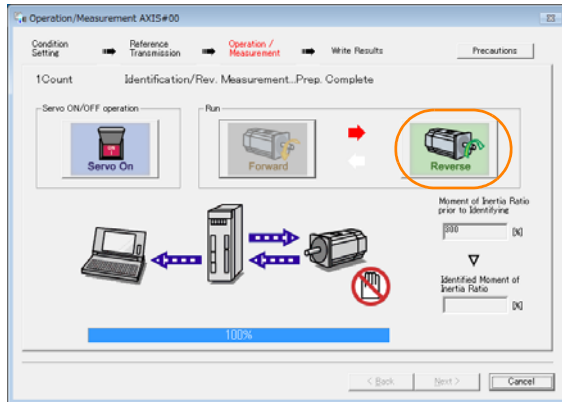 Operation/Measurement AXIS#00
Condition Setting
Reference Transmission
Operation / Measurement
Write Results
Precautions
1Count
Identification/Rev. Measurement...Prep. Complete
Servo ON/OFF operation
Run
Servo On
Forward
Reverse
Moment of Inertia Ratio
prior to Identifying
300 [%]
Identified Moment of
Inertia Ratio
[%]
100%
< Back
Next >
Cancel